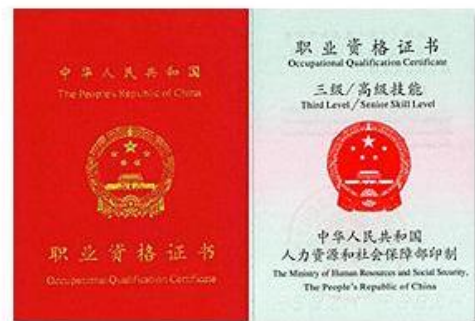 中华人民共和国
The People's Republic of China
职业资格证书
Occupational Qualification Certificate
职业资格证书
Occupational Qualification Certificate
三级/高级技能
Third Level/Senior Skill Level
中华人民共和国
人力资源和社会保障部印制
The Ministry of Human Resources and Social Security,
The People's Republic of China